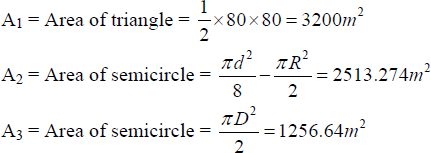 A₁ = Area of triangle = 1/2 × 80 × 80 = 3200m²
A₂ = Area of semicircle = πd²/8 − πR²/2 = 2513.274m²
A₃ = Area of semicircle = πD²/2 = 1256.64m²